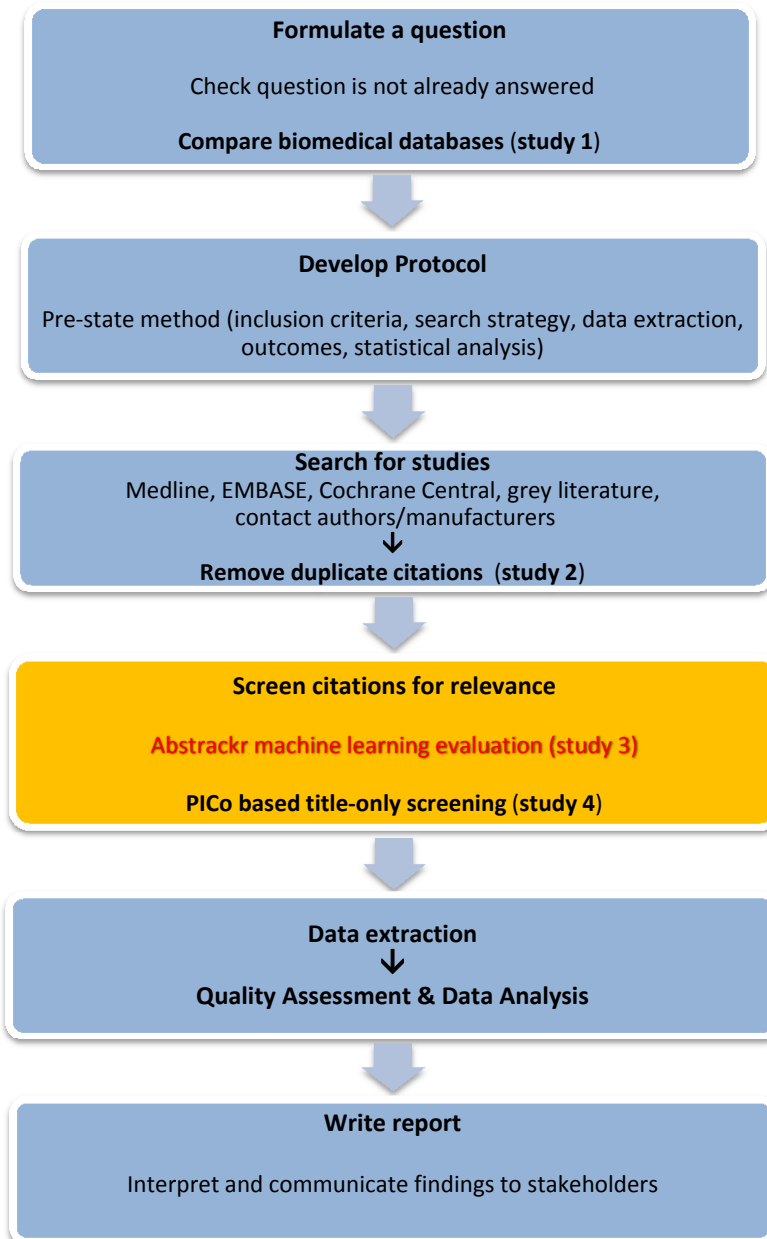 Formulate a question
Check question is not already answered
Compare biomedical databases (study 1)
Develop Protocol
Pre-state method (inclusion criteria, search strategy, data extraction,
outcomes, statistical analysis)
Search for studies
Medline, EMBASE, Cochrane Central, grey literature,
contact authors/manufacturers
↓
Remove duplicate citations (study 2)
Screen citations for relevance
Abstrackr machine learning evaluation (study 3)
PICo based title-only screening (study 4)
Data extraction
↓
Quality Assessment & Data Analysis
Write report
Interpret and communicate findings to stakeholders